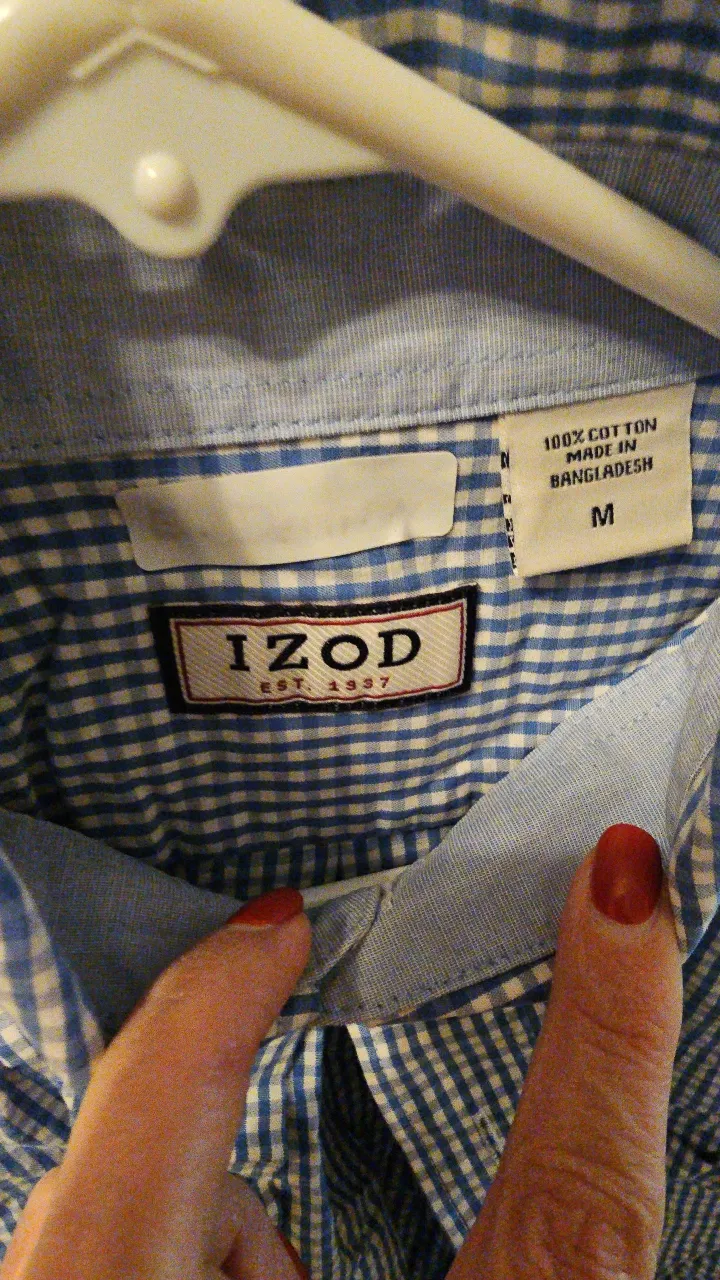 100% COTTON
MADE IN
BANGLADESH
M
IZOD
EST. 1937